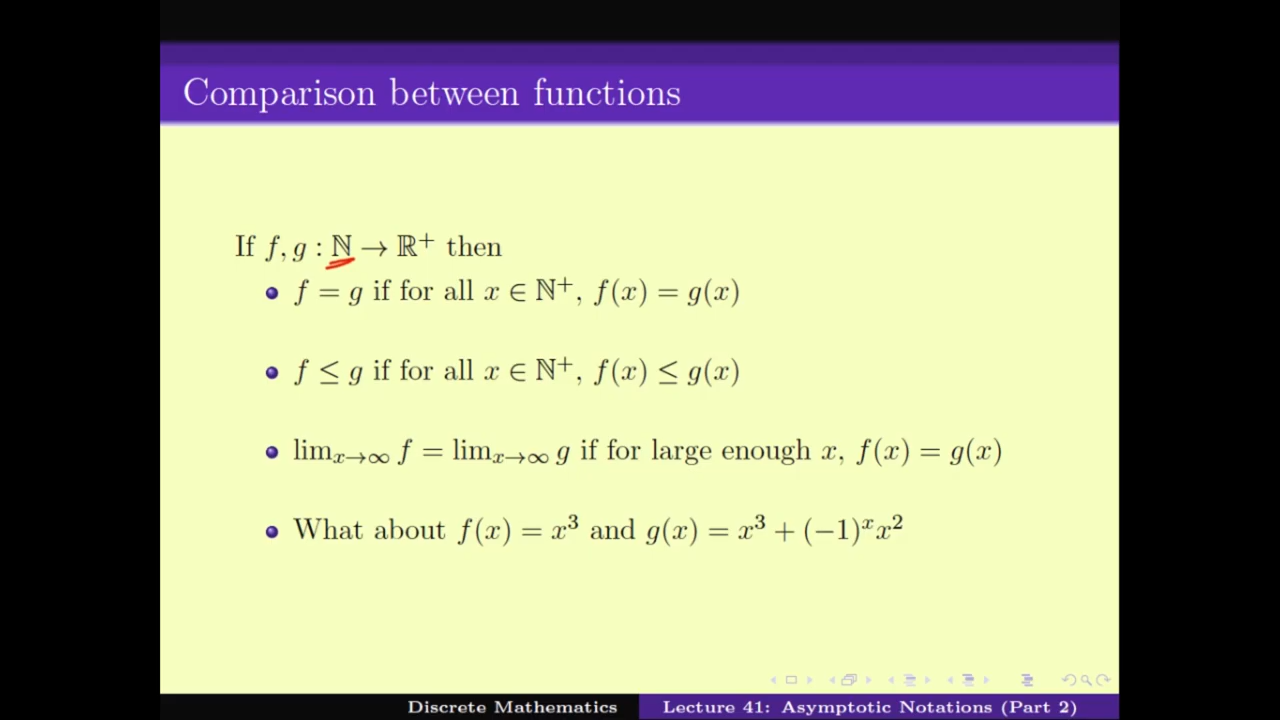 Comparison between functions
If f, g : ℕ → ℝ⁺ then
f = g if for all x ∈ ℕ⁺, f(x) = g(x)
f ≤ g if for all x ∈ ℕ⁺, f(x) ≤ g(x)
lim_{x→∞} f = lim_{x→∞} g if for large enough x, f(x) = g(x)
What about f(x) = x³ and g(x) = x³ + (−1)ˣx²
Discrete Mathematics
Lecture 41: Asymptotic Notations (Part 2)